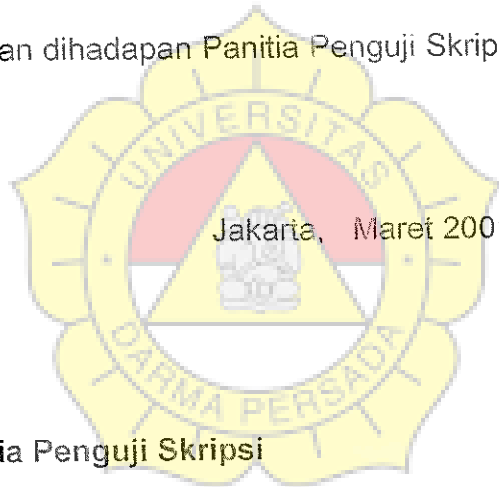 an dihadapan Panitia Penguji Skrip
UNIVERSITAS
Jakarta, Maret 200
DARMA PERSADA
ia Penguji Skripsi